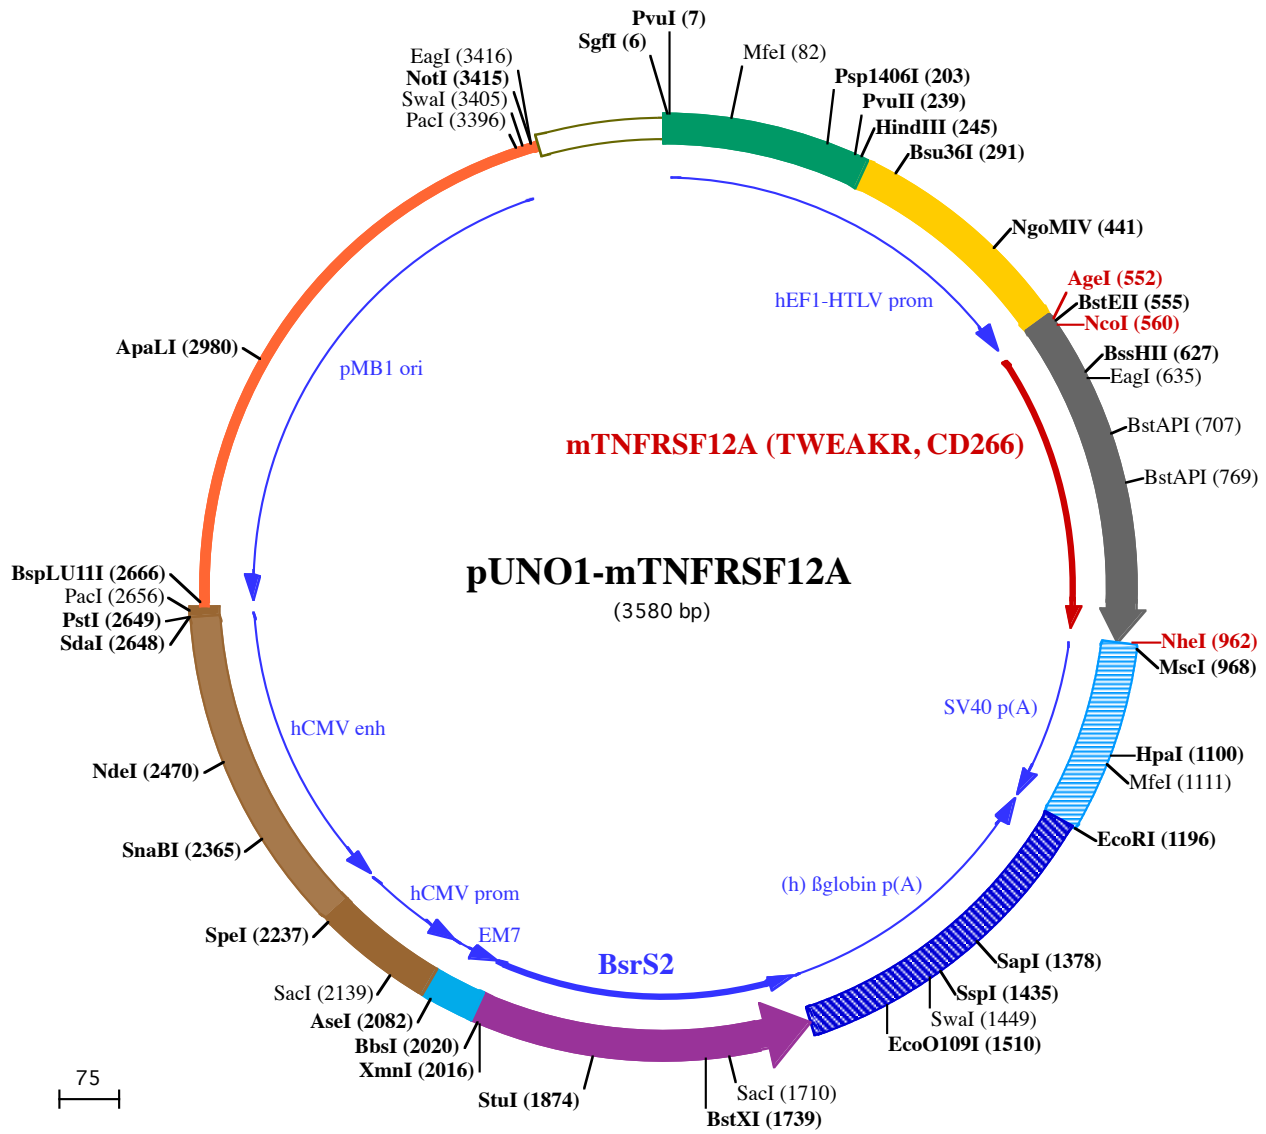 PvuI (7)
SgfI (6)
MfeI (82)
EagI (3416)
NotI (3415)
SwaI (3405)
PacI (3396)
Psp1406I (203)
PvuII (239)
HindIII (245)
Bsu36I (291)
NgoMIV (441)
AgeI (552)
BstEII (555)
NcoI (560)
hEF1-HTLV prom
ApaLI (2980)
BssHII (627)
pMB1 ori
EagI (635)
BstAPI (707)
mTNFRSF12A (TWEAKR, CD266)
BstAPI (769)
pUNO1-mTNFRSF12A
(3580 bp)
BspLU11I (2666)
PacI (2656)
PstI (2649)
SdaI (2648)
NheI (962)
MscI (968)
SV40 p(A)
hCMV enh
HpaI (1100)
NdeI (2470)
MfeI (1111)
EcoRI (1196)
SnaBI (2365)
(h) ßglobin p(A)
hCMV prom
SpeI (2237)
EM7
BsrS2
SapI (1378)
SacI (2139)
SspI (1435)
AseI (2082)
SwaI (1449)
BbsI (2020)
EcoO109I (1510)
XmnI (2016)
75
SacI (1710)
StuI (1874)
BstXI (1739)